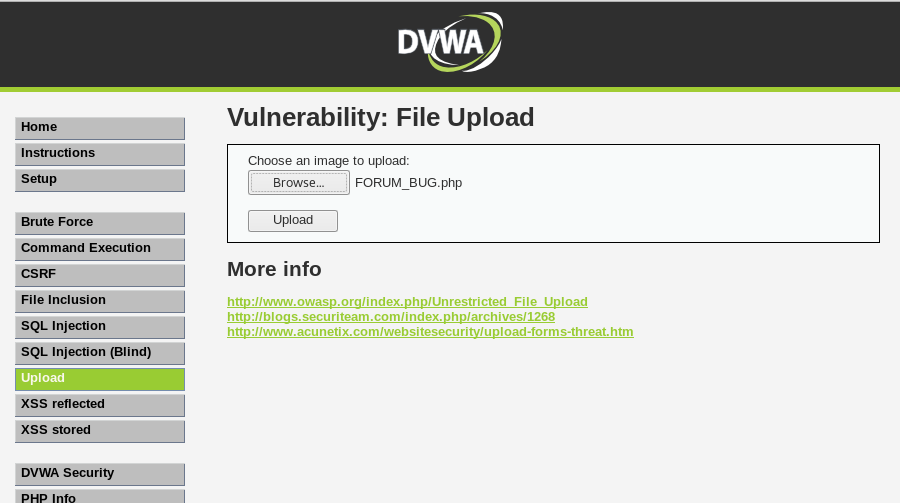 DVWA
Vulnerability: File Upload
Home
Instructions
Setup
Brute Force
Command Execution
CSRF
File Inclusion
SQL Injection
SQL Injection (Blind)
Upload
XSS reflected
XSS stored
DVWA Security
PHP Info
Choose an image to upload:
Browse... FORUM_BUG.php
Upload
More info
http://www.owasp.org/index.php/Unrestricted_File_Upload
http://blogs.securiteam.com/index.php/archives/1268
http://www.acunetix.com/websitesecurity/upload-forms-threat.htm